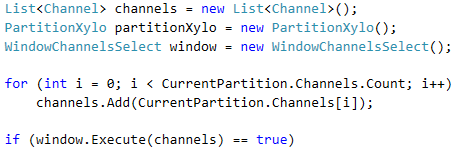 List<Channel> channels = new List<Channel>();
PartitionXylo partitionXylo = new PartitionXylo();
WindowChannelsSelect window = new WindowChannelsSelect();
for (int i = 0; i < CurrentPartition.Channels.Count; i++)
channels.Add(CurrentPartition.Channels[i]);
if (window.Execute(channels) == true)